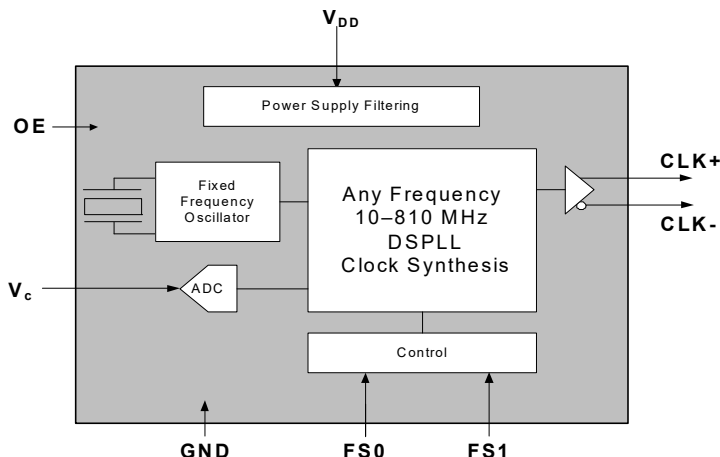 VDD
Power Supply Filtering
OE
Fixed
Frequency
Oscillator
Any Frequency
10–810 MHz
DSPLL
Clock Synthesis
CLK+
CLK-
Vc
ADC
Control
GND
FS0
FS1